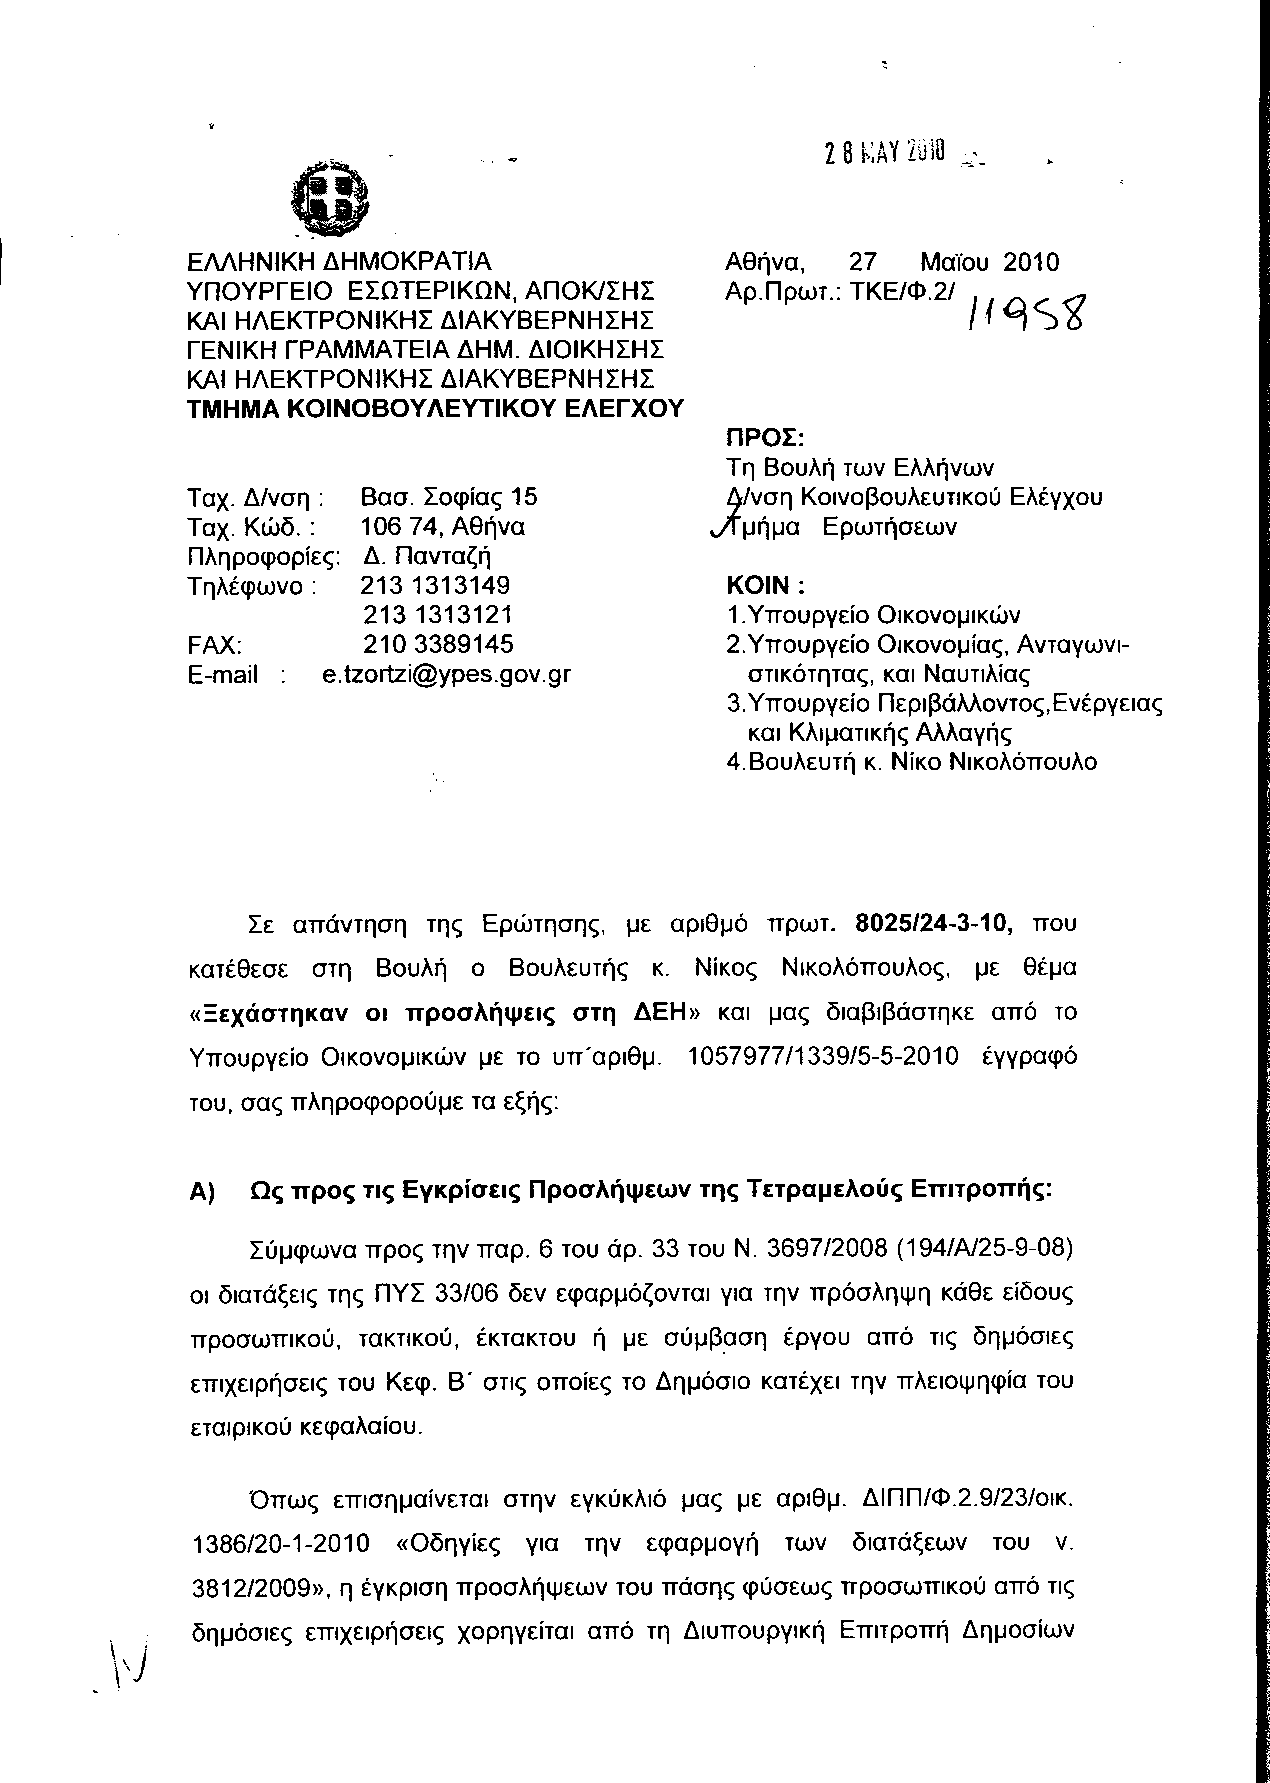 28 ΜΑΥ 2010
ΕΛΛΗΝΙΚΗ ΔΗΜΟΚΡΑΤΙΑ
ΥΠΟΥΡΓΕΙΟ ΕΣΩΤΕΡΙΚΩΝ, ΑΠΟΚ/ΣΗΣ
ΚΑΙ ΗΛΕΚΤΡΟΝΙΚΗΣ ΔΙΑΚΥΒΕΡΝΗΣΗΣ
ΓΕΝΙΚΗ ΓΡΑΜΜΑΤΕΙΑ ΔΗΜ. ΔΙΟΙΚΗΣΗΣ
ΚΑΙ ΗΛΕΚΤΡΟΝΙΚΗΣ ΔΙΑΚΥΒΕΡΝΗΣΗΣ
ΤΜΗΜΑ ΚΟΙΝΟΒΟΥΛΕΥΤΙΚΟΥ ΕΛΕΓΧΟΥ
Αθήνα, 27 Μαϊου 2010
Αρ.Πρωτ.: ΤΚΕ/Φ.2/ 11958
Ταχ. Δ/νση : Βασ. Σοφίας 15
Ταχ. Κώδ. : 106 74, Αθήνα
Πληροφορίες: Δ. Πανταζή
Τηλέφωνο : 213 1313149
213 1313121
FAX: 210 3389145
E-mail : e.tzortzi@ypes.gov.gr
ΠΡΟΣ:
Τη Βουλή των Ελλήνων
Δ/νση Κοινοβουλευτικού Ελέγχου
Τμήμα Ερωτήσεων
ΚΟΙΝ :
1.Υπουργείο Οικονομικών
2.Υπουργείο Οικονομίας, Ανταγωνι-
στικότητας, και Ναυτιλίας
3.Υπουργείο Περιβάλλοντος,Ενέργειας
και Κλιματικής Αλλαγής
4.Βουλευτή κ. Νίκο Νικολόπουλο
Σε απάντηση της Ερώτησης, με αριθμό πρωτ. 8025/24-3-10, που
κατέθεσε στη Βουλή ο Βουλευτής κ. Νίκος Νικολόπουλος, με θέμα
«Ξεχάστηκαν οι προσλήψεις στη ΔΕΗ» και μας διαβιβάστηκε από το
Υπουργείο Οικονομικών με το υπ΄αριθμ. 1057977/1339/5-5-2010 έγγραφό
του, σας πληροφορούμε τα εξής:
Α) Ως προς τις Εγκρίσεις Προσλήψεων της Τετραμελούς Επιτροπής:
Σύμφωνα προς την παρ. 6 του άρ. 33 του Ν. 3697/2008 (194/Α/25-9-08)
οι διατάξεις της ΠΥΣ 33/06 δεν εφαρμόζονται για την πρόσληψη κάθε είδους
προσωπικού, τακτικού, έκτακτου ή με σύμβαση έργου από τις δημόσιες
επιχειρήσεις του Κεφ. Β΄ στις οποίες το Δημόσιο κατέχει την πλειοψηφία του
εταιρικού κεφαλαίου.
Όπως επισημαίνεται στην εγκύκλιό μας με αριθμ. ΔΙΠΠ/Φ.2.9/23/οικ.
1386/20-1-2010 «Οδηγίες για την εφαρμογή των διατάξεων του ν.
3812/2009», η έγκριση προσλήψεων του πάσης φύσεως προσωπικού από τις
δημόσιες επιχειρήσεις χορηγείται από τη Διυπουργική Επιτροπή Δημοσίων